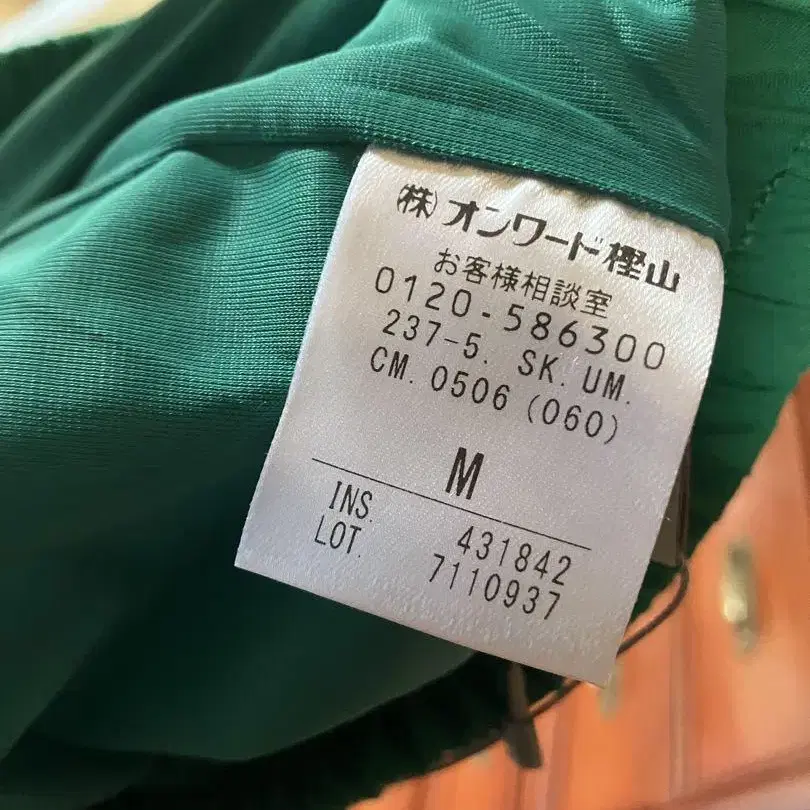 ㈱オンワード樫山
お客様相談室
0120-586300
237-5. SK. UM.
CM. 0506 (060)
M
INS. 431842
LOT. 7110937